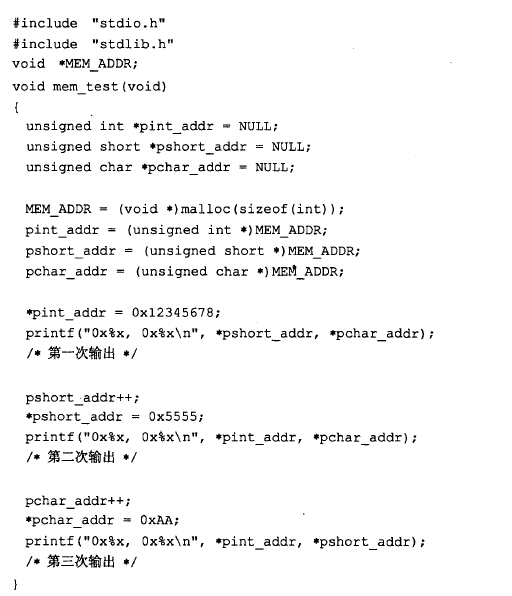 #include "stdio.h"
#include "stdlib.h"
void *MEM_ADDR;
void mem_test(void)
{
unsigned int *pint_addr = NULL;
unsigned short *pshort_addr = NULL;
unsigned char *pchar_addr = NULL;
MEM_ADDR = (void *)malloc(sizeof(int));
pint_addr = (unsigned int *)MEM_ADDR;
pshort_addr = (unsigned short *)MEM_ADDR;
pchar_addr = (unsigned char *)MEM_ADDR;
*pint_addr = 0x12345678;
printf("0x%x, 0x%x\n", *pshort_addr, *pchar_addr);
/* 第一次输出 */
pshort_addr++;
*pshort_addr = 0x5555;
printf("0x%x, 0x%x\n", *pint_addr, *pchar_addr);
/* 第二次输出 */
pchar_addr++;
*pchar_addr = 0xAA;
printf("0x%x, 0x%x\n", *pint_addr, *pshort_addr);
/* 第三次输出 */
}